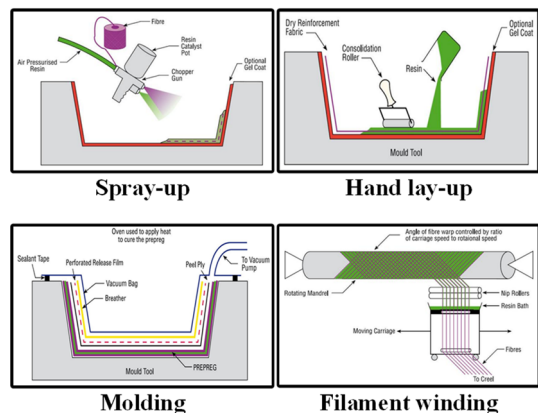 Fibre
Resin
Catalyst
Pot
Air Pressurised
Resin
Chopper
Gun
Optional
Gel Coat
Spray-up
Dry Reinforcement
Fabric
Consolidation
Roller
Resin
Optional
Gel Coat
Mould Tool
Hand lay-up
Oven used to apply heat
to cure the prepreg
To Vacuum
Pump
Sealant Tape
Perforated Release Film
Peel Ply
Vacuum Bag
Breather
PREPREG
Mould Tool
Molding
Angle of fibre warp controlled by ratio
of carriage speed to rotaional speed
Rotating Mandrel
Nip Rollers
Resin Bath
Moving Carriage
Fibres
To Creel
Filament winding